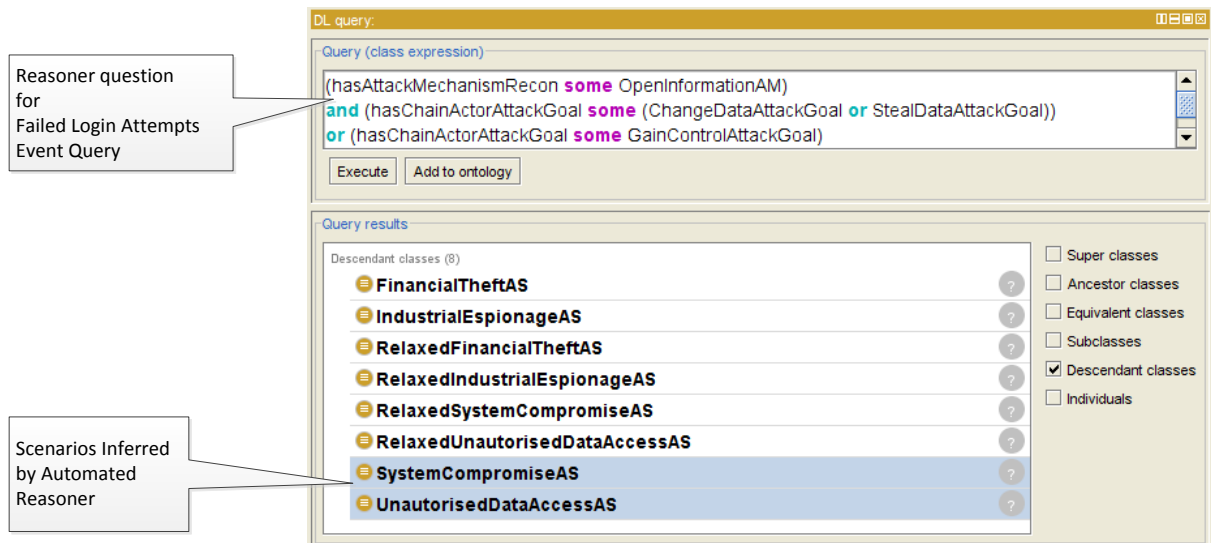 DL query:
Query (class expression)
(hasAttackMechanismRecon some OpenInformationAM)
and (hasChainActorAttackGoal some (ChangeDataAttackGoal or StealDataAttackGoal))
or (hasChainActorAttackGoal some GainControlAttackGoal)
Execute
Add to ontology
Reasoner question
for
Failed Login Attempts
Event Query
Query results
Descendant classes (8)
FinancialTheftAS
?
IndustrialEspionageAS
?
RelaxedFinancialTheftAS
?
RelaxedIndustrialEspionageAS
?
RelaxedSystemCompromiseAS
?
RelaxedUnautorisedDataAccessAS
?
SystemCompromiseAS
?
UnautorisedDataAccessAS
?
Super classes
Ancestor classes
Equivalent classes
Subclasses
Descendant classes
Individuals
Scenarios Inferred
by Automated
Reasoner